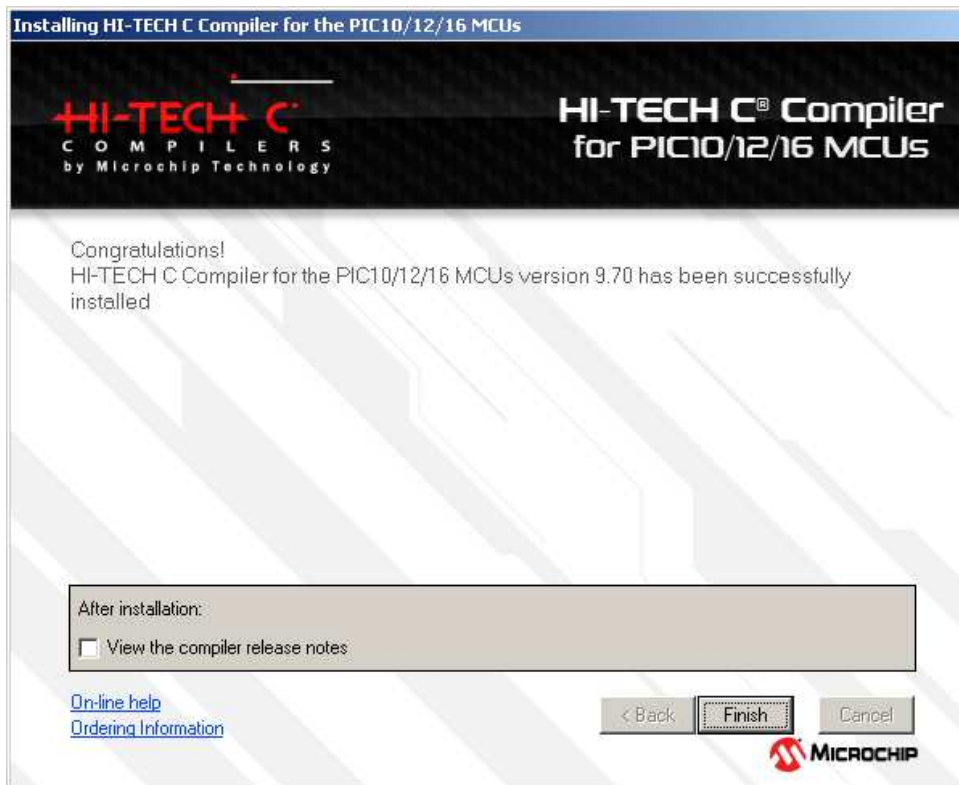 Installing HI-TECH C Compiler for the PIC10/12/16 MCUs
HI-TECH C
COMPILERS
by Microchip Technology
HI-TECH C® Compiler
for PIC10/12/16 MCUs
Congratulations!
HI-TECH C Compiler for the PIC10/12/16 MCUs version 9.70 has been successfully
installed
After installation:
View the compiler release notes
On-line help
Ordering Information
< Back
Finish
Cancel
MICROCHIP